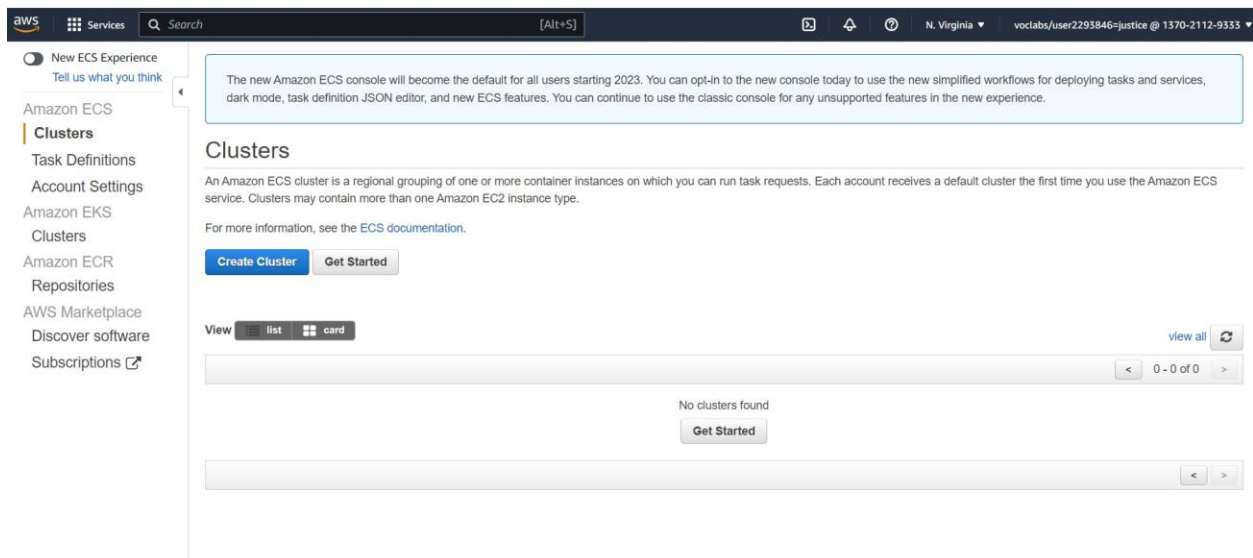 aws
Services
Search
[Alt+S]
N. Virginia
voclabs/user2293846=justice @ 1370-2112-9333
New ECS Experience
Tell us what you think
Amazon ECS
Clusters
Task Definitions
Account Settings
Amazon EKS
Clusters
Amazon ECR
Repositories
AWS Marketplace
Discover software
Subscriptions
The new Amazon ECS console will become the default for all users starting 2023. You can opt-in to the new console today to use the new simplified workflows for deploying tasks and services,
dark mode, task definition JSON editor, and new ECS features. You can continue to use the classic console for any unsupported features in the new experience.
Clusters
An Amazon ECS cluster is a regional grouping of one or more container instances on which you can run task requests. Each account receives a default cluster the first time you use the Amazon ECS
service. Clusters may contain more than one Amazon EC2 instance type.
For more information, see the ECS documentation.
Create Cluster
Get Started
View list card
view all
< 0 - 0 of 0 >
No clusters found
Get Started
< >